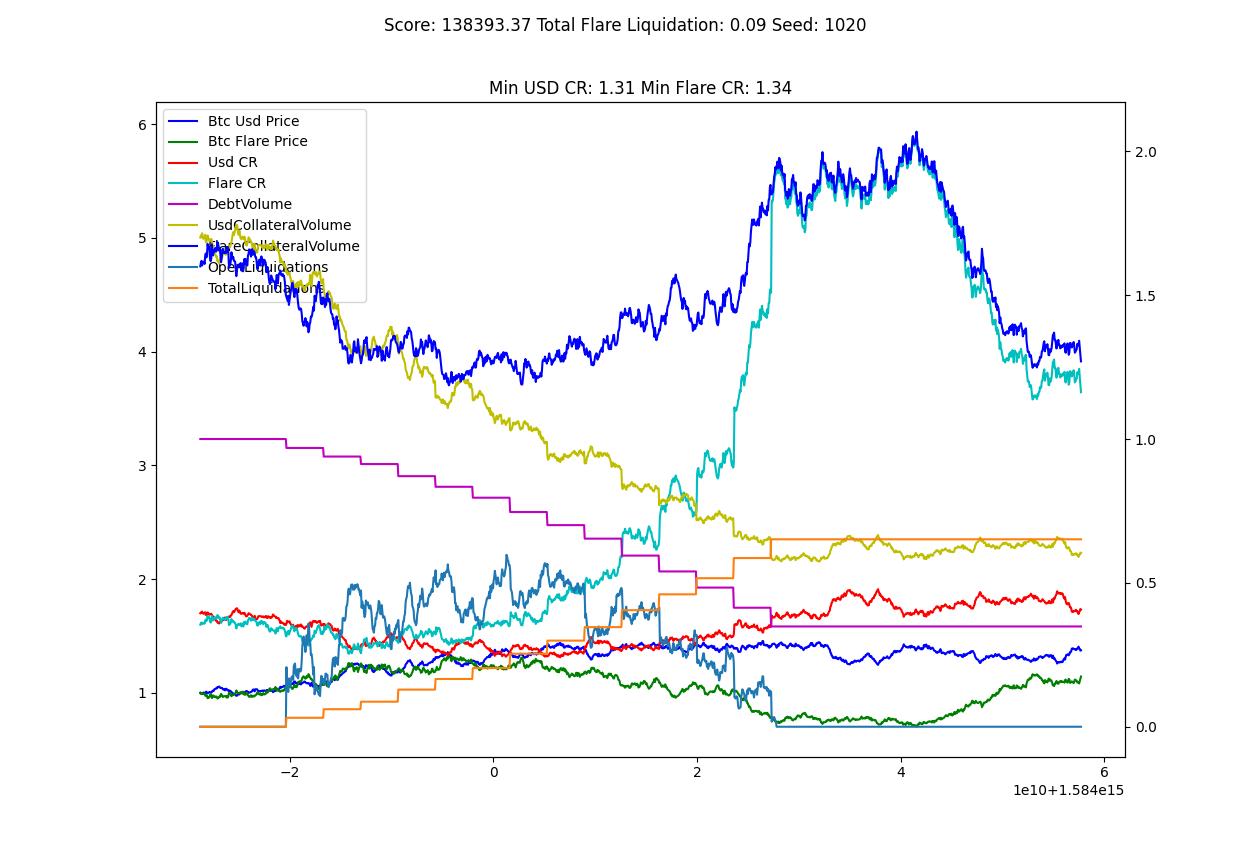 Score: 138393.37 Total Flare Liquidation: 0.09 Seed: 1020
Min USD CR: 1.31 Min Flare CR: 1.34
Btc Usd Price
Btc Flare Price
Usd CR
Flare CR
DebtVolume
UsdCollateralVolume
FlareCollateralVolume
OpenLiquidations
TotalLiquidations
6
5
4
3
2
1
2.0
1.5
1.0
0.5
0.0
−2
0
2
4
6
1e10+1.584e15